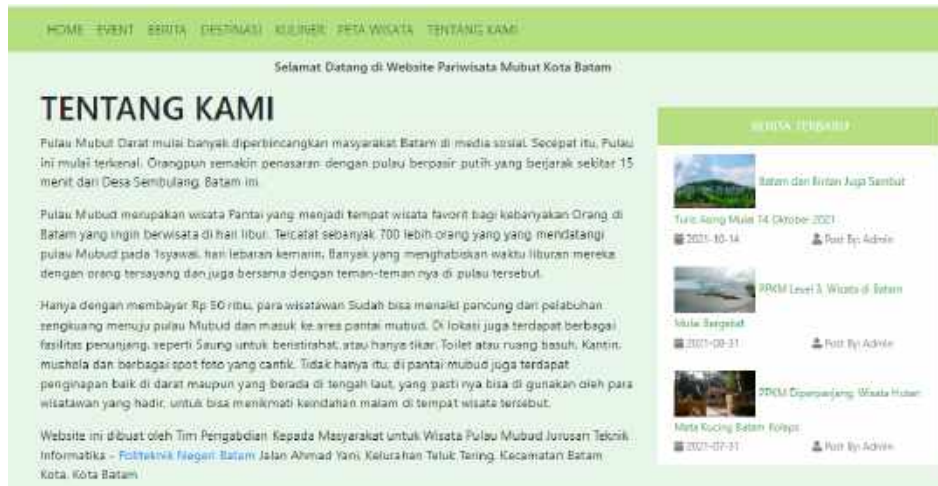 HOME EVENT BERITA DESTINASI KULINER PETA WISATA TENTANG KAMI
Selamat Datang di Website Pariwisata Mubut Kota Batam
TENTANG KAMI
Pulau Mubut Darat mulai banyak diperbincangkan masyarakat Batam di media sosial. Secepat itu, Pulau
ini mulai terkenal. Orangpun semakin penasaran dengan pulau berpasir putih yang berjarak sekitar 15
menit dari Desa Sembulang, Batam ini.
Pulau Mubud merupakan wisata Pantai yang menjadi tempat wisata favorit bagi kebanyakan Orang di
Batam yang ingin berwisata di hari libur. Tercatat sebanyak 700 lebih orang yang yang mendatangi
pulau Mubud pada 1syawal, hari lebaran kemarin. Banyak yang menghabiskan waktu liburan mereka
dengan orang tersayang dan juga bersama dengan teman-teman nya di pulau tersebut.
Hanya dengan membayar Rp 50 ribu, para wisatawan Sudah bisa menaiki pancung dari pelabuhan
sengkuang menuju pulau Mubud dan masuk ke area pantai mubud. Di lokasi juga terdapat berbagai
fasilitas penunjang, seperti Saung untuk beristirahat, atau hanya tikar, Toilet atau ruang basuh, Kantin,
mushola dan berbagai spot foto yang cantik. Tidak hanya itu, di pantai mubud juga terdapat
penginapan baik di darat maupun yang berada di tengah laut, yang pasti nya bisa di gunakan oleh para
wisatawan yang hadir, untuk bisa menikmati keindahan malam di tempat wisata tersebut.
Website ini dibuat oleh Tim Pengabdian Kepada Masyarakat untuk Wisata Pulau Mubud Jurusan Teknik
Informatika – Politeknik Negeri Batam Jalan Ahmad Yani, Kelurahan Teluk Tering, Kecamatan Batam
Kota, Kota Batam
BERITA TERBARU
Batam dan Bintan Juga Sambut
Turis Asing Mulai 14 Oktober 2021
2021-10-14 Post By: Admin
PPKM Level 3, Wisata di Batam
Mulai Bergeliat
2021-08-31 Post By: Admin
PPKM Diperpanjang, Wisata Hutan
Mata Kucing Batam Kolaps
2021-07-31 Post By: Admin